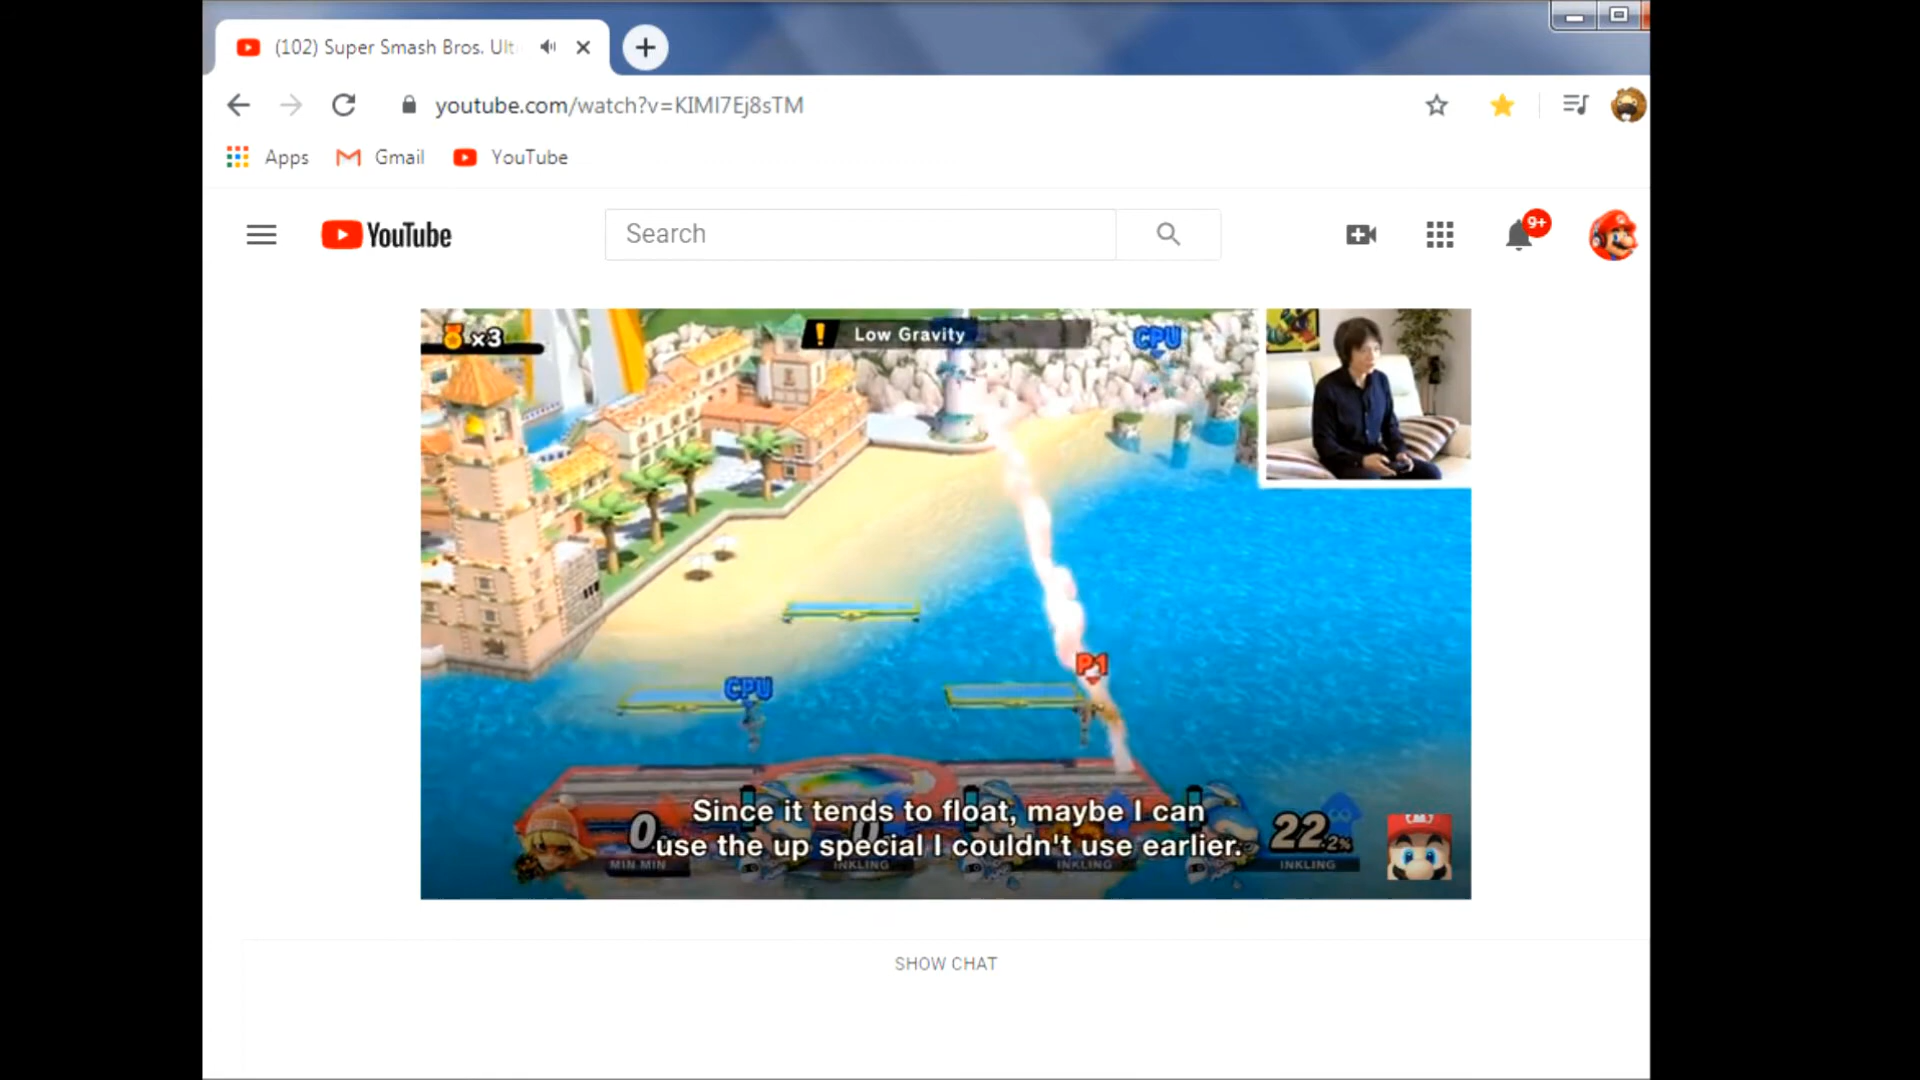 (102) Super Smash Bros. Ult
youtube.com/watch?v=KIMI7Ej8sTM
Apps
Gmail
YouTube
YouTube
Search
9+
x3
! Low Gravity
CPU
P1
CPU
Since it tends to float, maybe I can
use the up special I couldn't use earlier.
0
0
22.2%
MIN MIN
INKLING
INKLING
INKLING
SHOW CHAT